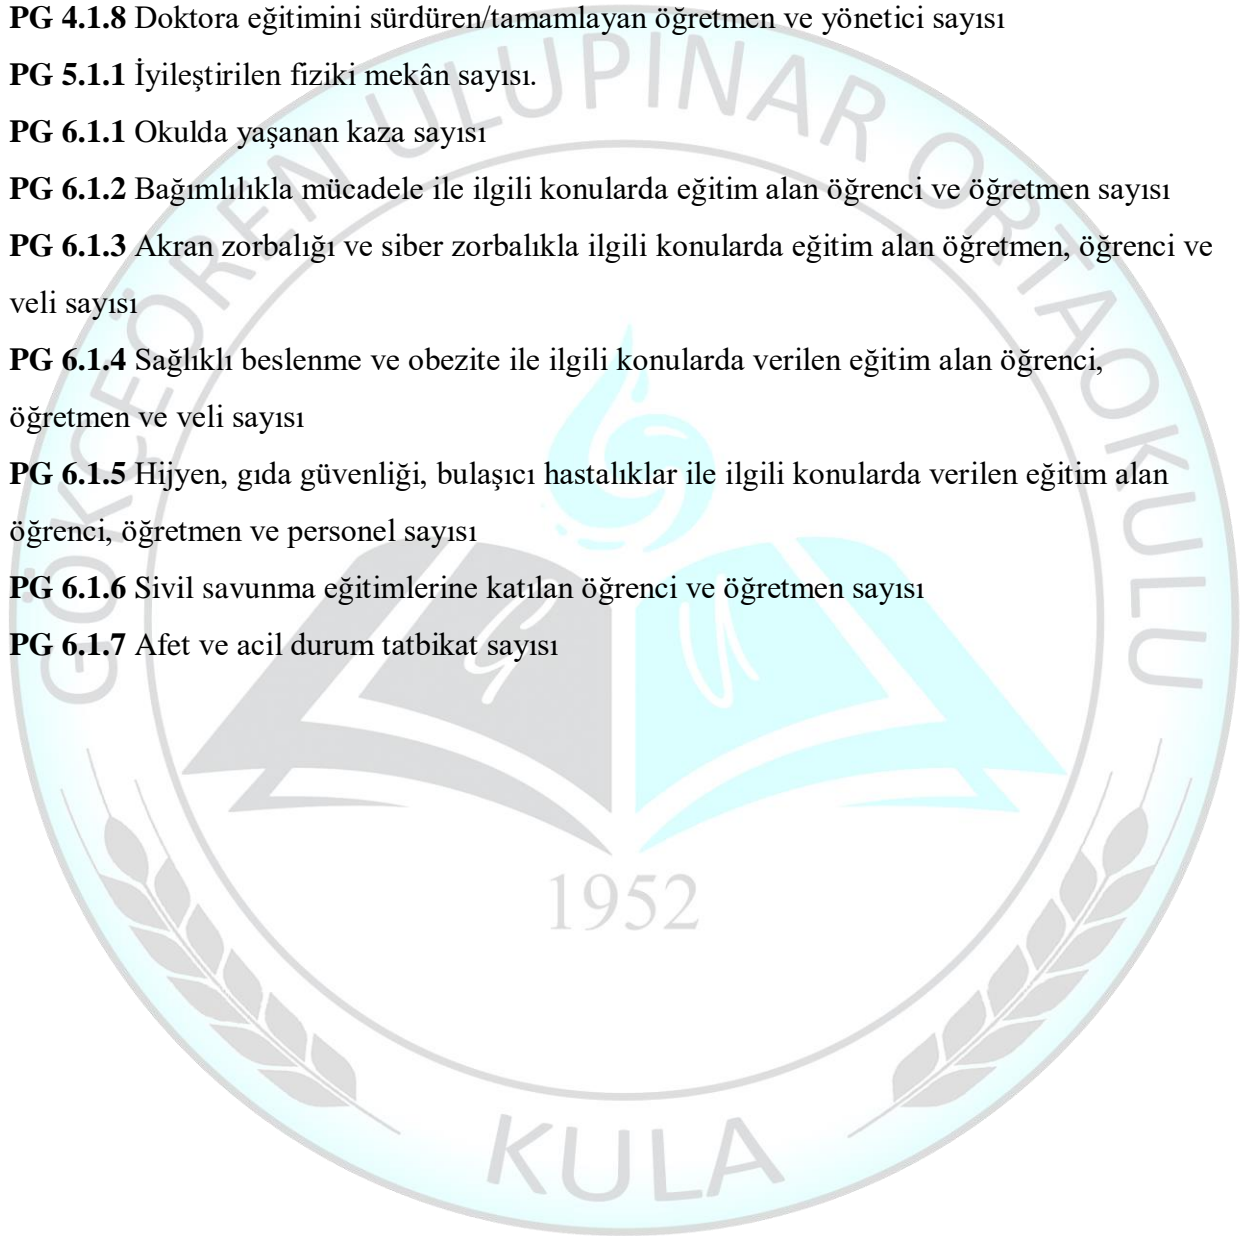 PG 4.1.8 Doktora eğitimini sürdüren/tamamlayan öğretmen ve yönetici sayısı
PG 5.1.1 İyileştirilen fiziki mekân sayısı.
PG 6.1.1 Okulda yaşanan kaza sayısı
PG 6.1.2 Bağımlılıkla mücadele ile ilgili konularda eğitim alan öğrenci ve öğretmen sayısı
PG 6.1.3 Akran zorbalığı ve siber zorbalıkla ilgili konularda eğitim alan öğretmen, öğrenci ve
veli sayısı
PG 6.1.4 Sağlıklı beslenme ve obezite ile ilgili konularda verilen eğitim alan öğrenci,
öğretmen ve veli sayısı
PG 6.1.5 Hijyen, gıda güvenliği, bulaşıcı hastalıklar ile ilgili konularda verilen eğitim alan
öğrenci, öğretmen ve personel sayısı
PG 6.1.6 Sivil savunma eğitimlerine katılan öğrenci ve öğretmen sayısı
PG 6.1.7 Afet ve acil durum tatbikat sayısı
GÖKÇEÖREN ULUPINAR ORTAOKULU
G U
1952
KULA